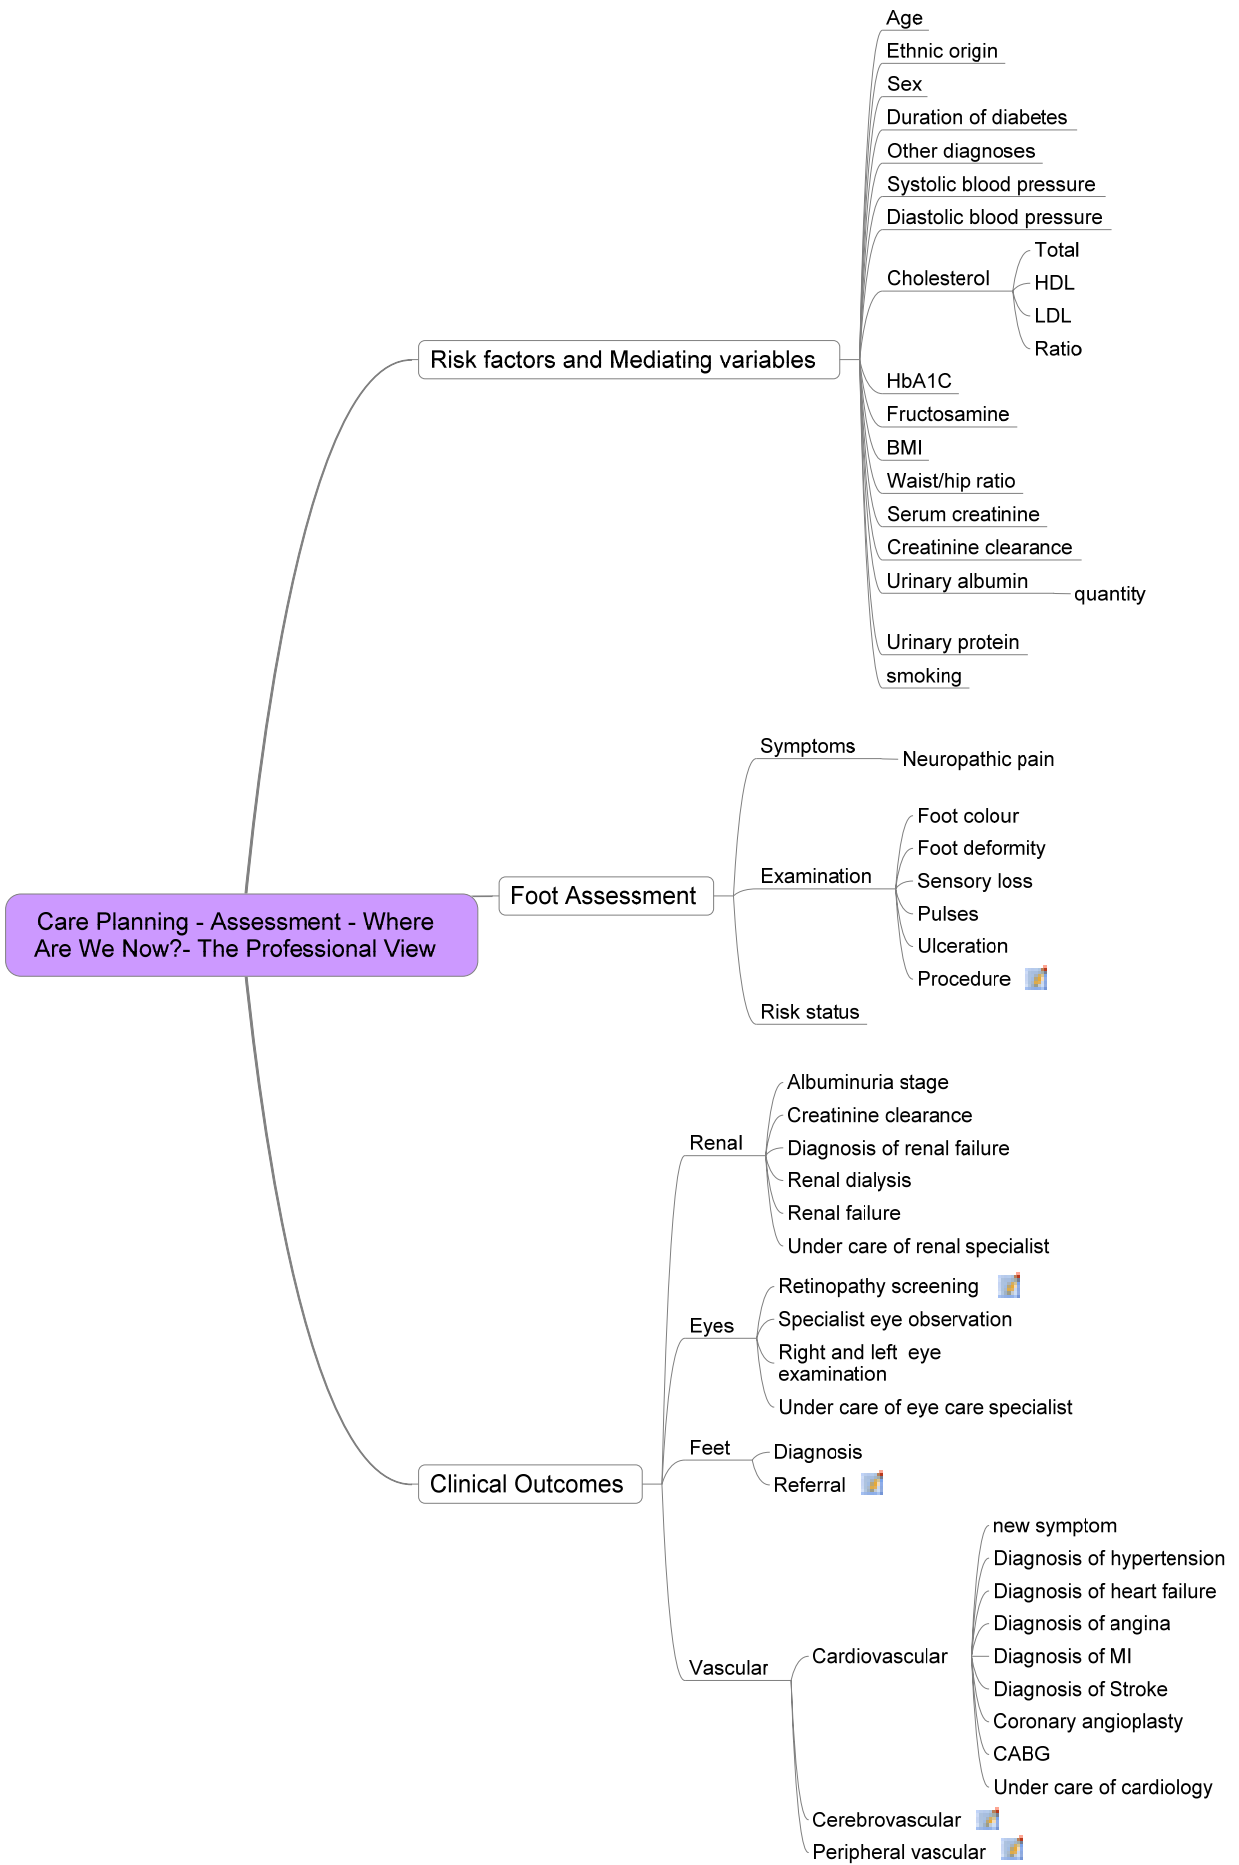 Age
Ethnic origin
Sex
Duration of diabetes
Other diagnoses
Systolic blood pressure
Diastolic blood pressure
Cholesterol
Total
HDL
LDL
Ratio
Risk factors and Mediating variables
HbA1C
Fructosamine
BMI
Waist/hip ratio
Serum creatinine
Creatinine clearance
Urinary albumin
quantity
Urinary protein
smoking
Care Planning - Assessment - Where
Are We Now?- The Professional View
Foot Assessment
Symptoms
Neuropathic pain
Examination
Foot colour
Foot deformity
Sensory loss
Pulses
Ulceration
Procedure
Risk status
Clinical Outcomes
Renal
Albuminuria stage
Creatinine clearance
Diagnosis of renal failure
Renal dialysis
Renal failure
Under care of renal specialist
Eyes
Retinopathy screening
Specialist eye observation
Right and left  eye
examination
Under care of eye care specialist
Feet
Diagnosis
Referral
Vascular
Cardiovascular
new symptom
Diagnosis of hypertension
Diagnosis of heart failure
Diagnosis of angina
Diagnosis of MI
Diagnosis of Stroke
Coronary angioplasty
CABG
Under care of cardiology
Cerebrovascular
Peripheral vascular